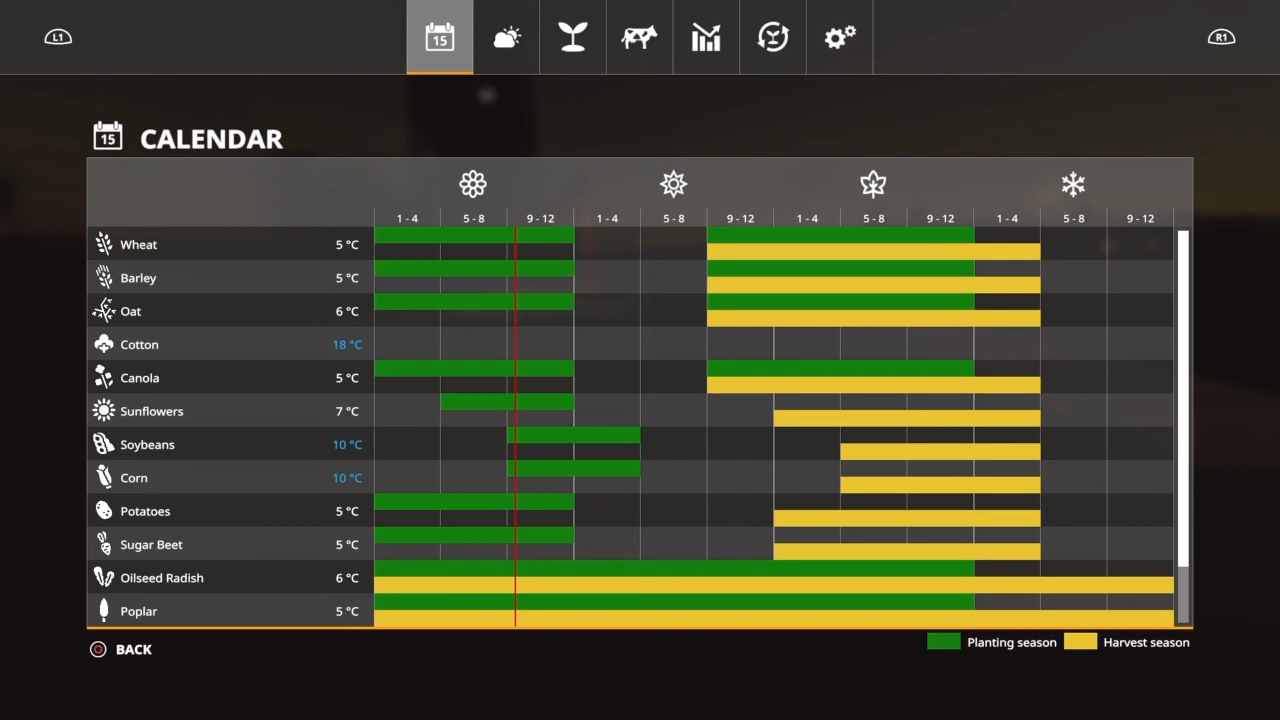 L1
15
R1
15 CALENDAR
1 - 4 5 - 8 9 - 12 1 - 4 5 - 8 9 - 12 1 - 4 5 - 8 9 - 12 1 - 4 5 - 8 9 - 12
Wheat 5 °C
Barley 5 °C
Oat 6 °C
Cotton 18 °C
Canola 5 °C
Sunflowers 7 °C
Soybeans 10 °C
Corn 10 °C
Potatoes 5 °C
Sugar Beet 5 °C
Oilseed Radish 6 °C
Poplar 5 °C
BACK
Planting season Harvest season